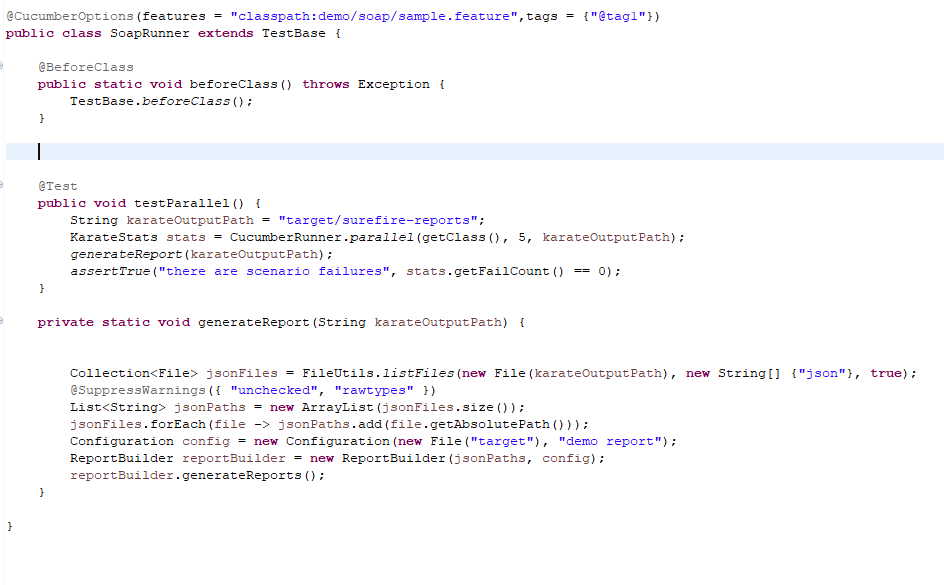 @CucumberOptions(features = "classpath:demo/soap/sample.feature",tags = {"@tag1"})
public class SoapRunner extends TestBase {
@BeforeClass
public static void beforeClass() throws Exception {
TestBase.beforeClass();
}
@Test
public void testParallel() {
String karateOutputPath = "target/surefire-reports";
KarateStats stats = CucumberRunner.parallel(getClass(), 5, karateOutputPath);
generateReport(karateOutputPath);
assertTrue("there are scenario failures", stats.getFailCount() == 0);
}
private static void generateReport(String karateOutputPath) {
Collection<File> jsonFiles = FileUtils.listFiles(new File(karateOutputPath), new String[] {"json"}, true);
@SuppressWarnings({ "unchecked", "rawtypes" })
List<String> jsonPaths = new ArrayList(jsonFiles.size());
jsonFiles.forEach(file -> jsonPaths.add(file.getAbsolutePath()));
Configuration config = new Configuration(new File("target"), "demo report");
ReportBuilder reportBuilder = new ReportBuilder(jsonPaths, config);
reportBuilder.generateReports();
}
}